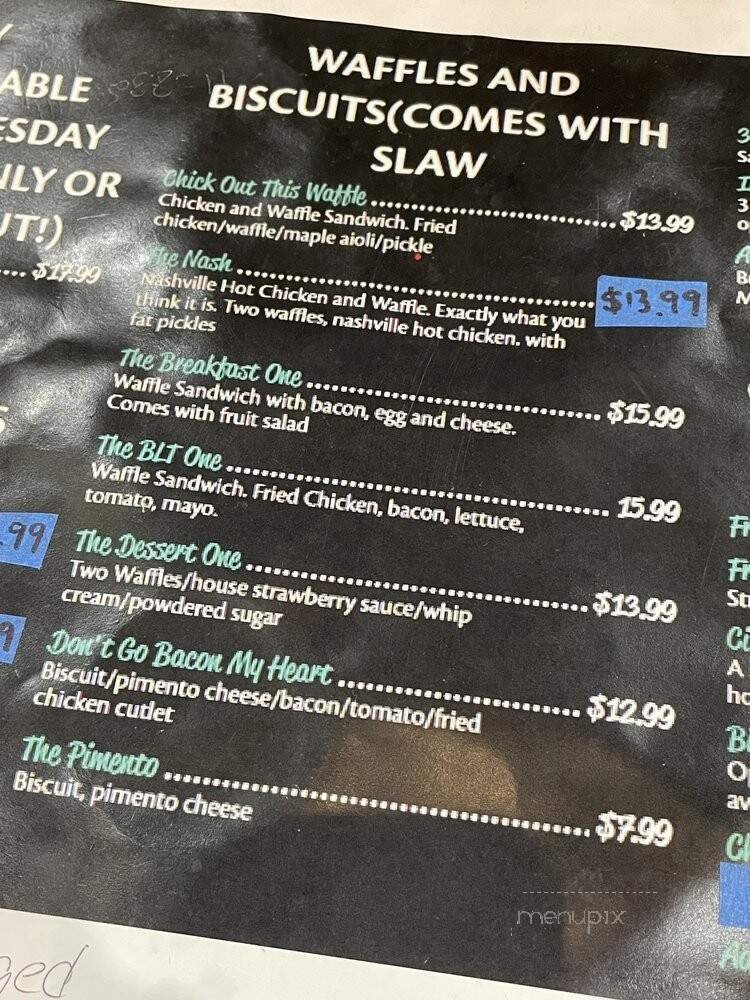 ABLE
ESDAY
ILY OR
UT!)
$17.99
.99
9
WAFFLES AND
BISCUITS(COMES WITH
SLAW
Chick Out This Waffle ........ $13.99
Chicken and Waffle Sandwich. Fried
chicken/waffle/maple aioli/pickle
The Nash ........ $13.99
Nashville Hot Chicken and Waffle. Exactly what you
think it is. Two waffles, nashville hot chicken. with
fat pickles
The Breakfast One ........ $15.99
Waffle Sandwich with bacon, egg and cheese.
Comes with fruit salad
The BLT One ........ 15.99
Waffle Sandwich. Fried Chicken, bacon, lettuce,
tomato, mayo.
The Dessert One ........ $13.99
Two Waffles/house strawberry sauce/whip
cream/powdered sugar
Don't Go Bacon My Heart ........ $12.99
Biscuit/pimento cheese/bacon/tomato/fried
chicken cutlet
The Pimento ........ $7.99
Biscuit, pimento cheese
menupix